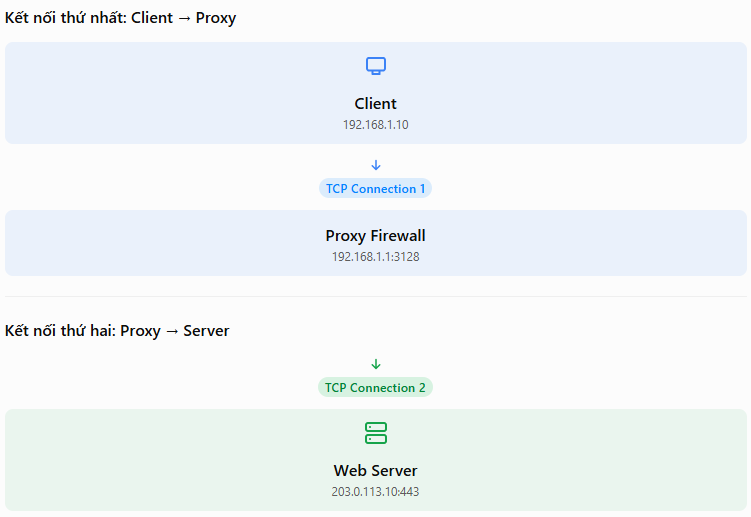 Kết nối thứ nhất: Client → Proxy
Client
192.168.1.10
↓
TCP Connection 1
Proxy Firewall
192.168.1.1:3128
Kết nối thứ hai: Proxy → Server
↓
TCP Connection 2
Web Server
203.0.113.10:443